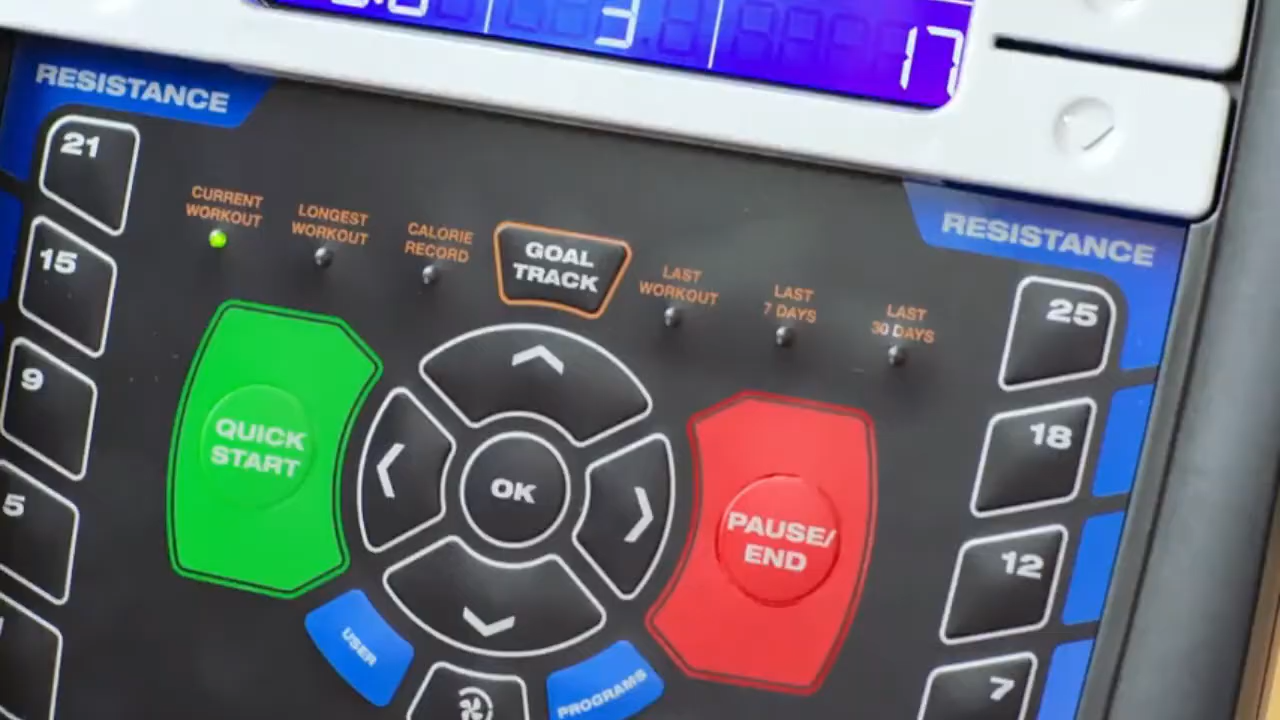 3
17
RESISTANCE
21
15
9
5
CURRENT
WORKOUT
LONGEST
WORKOUT
CALORIE
RECORD
GOAL
TRACK
LAST
WORKOUT
LAST
7 DAYS
LAST
30 DAYS
QUICK
START
OK
PAUSE/
END
USER
PROGRAMS
RESISTANCE
25
18
12
7